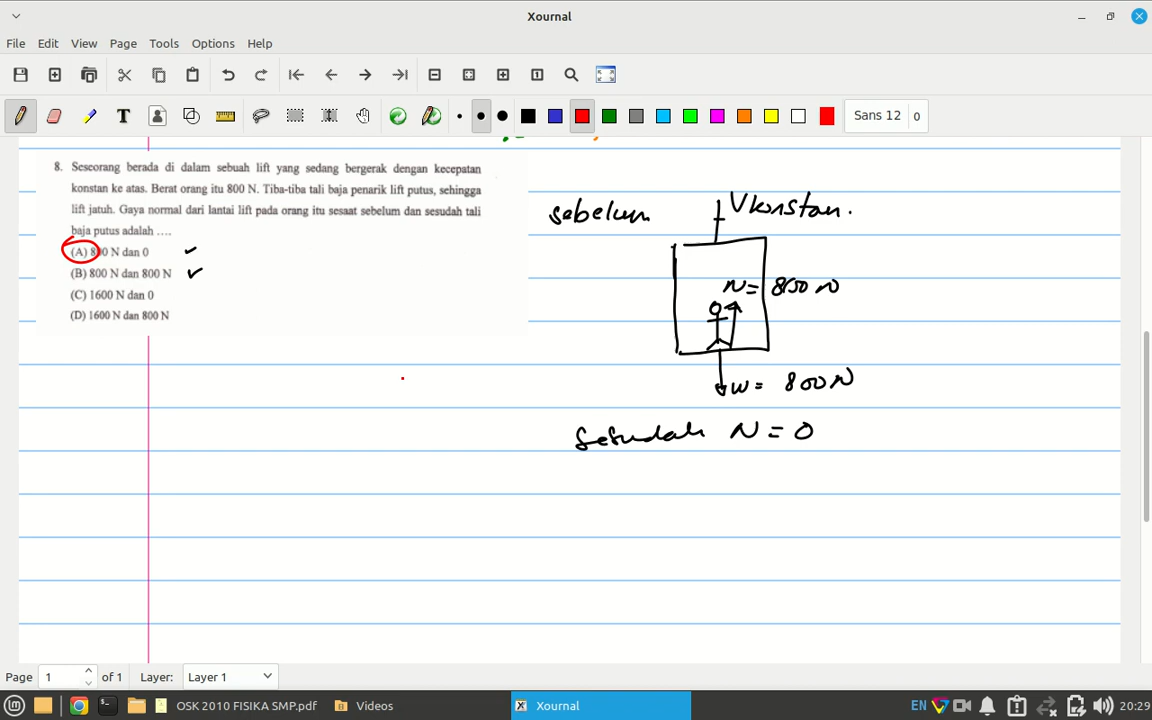 Xournal
File Edit View Page Tools Options Help
T Sans 12 0
8. Seseorang berada di dalam sebuah lift yang sedang bergerak dengan kecepatan
konstan ke atas. Berat orang itu 800 N. Tiba-tiba tali baja penarik lift putus, sehingga
lift jatuh. Gaya normal dari lantai lift pada orang itu sesaat sebelum dan sesudah tali
baja putus adalah ....
(A) 800 N dan 0
(B) 800 N dan 800 N
(C) 1600 N dan 0
(D) 1600 N dan 800 N
sebelum Vkonstan.
N = 800 N
w = 800 N
sesudah N = 0
Page 1 of 1 Layer: Layer 1
OSK 2010 FISIKA SMP.pdf Videos Xournal EN 20:29